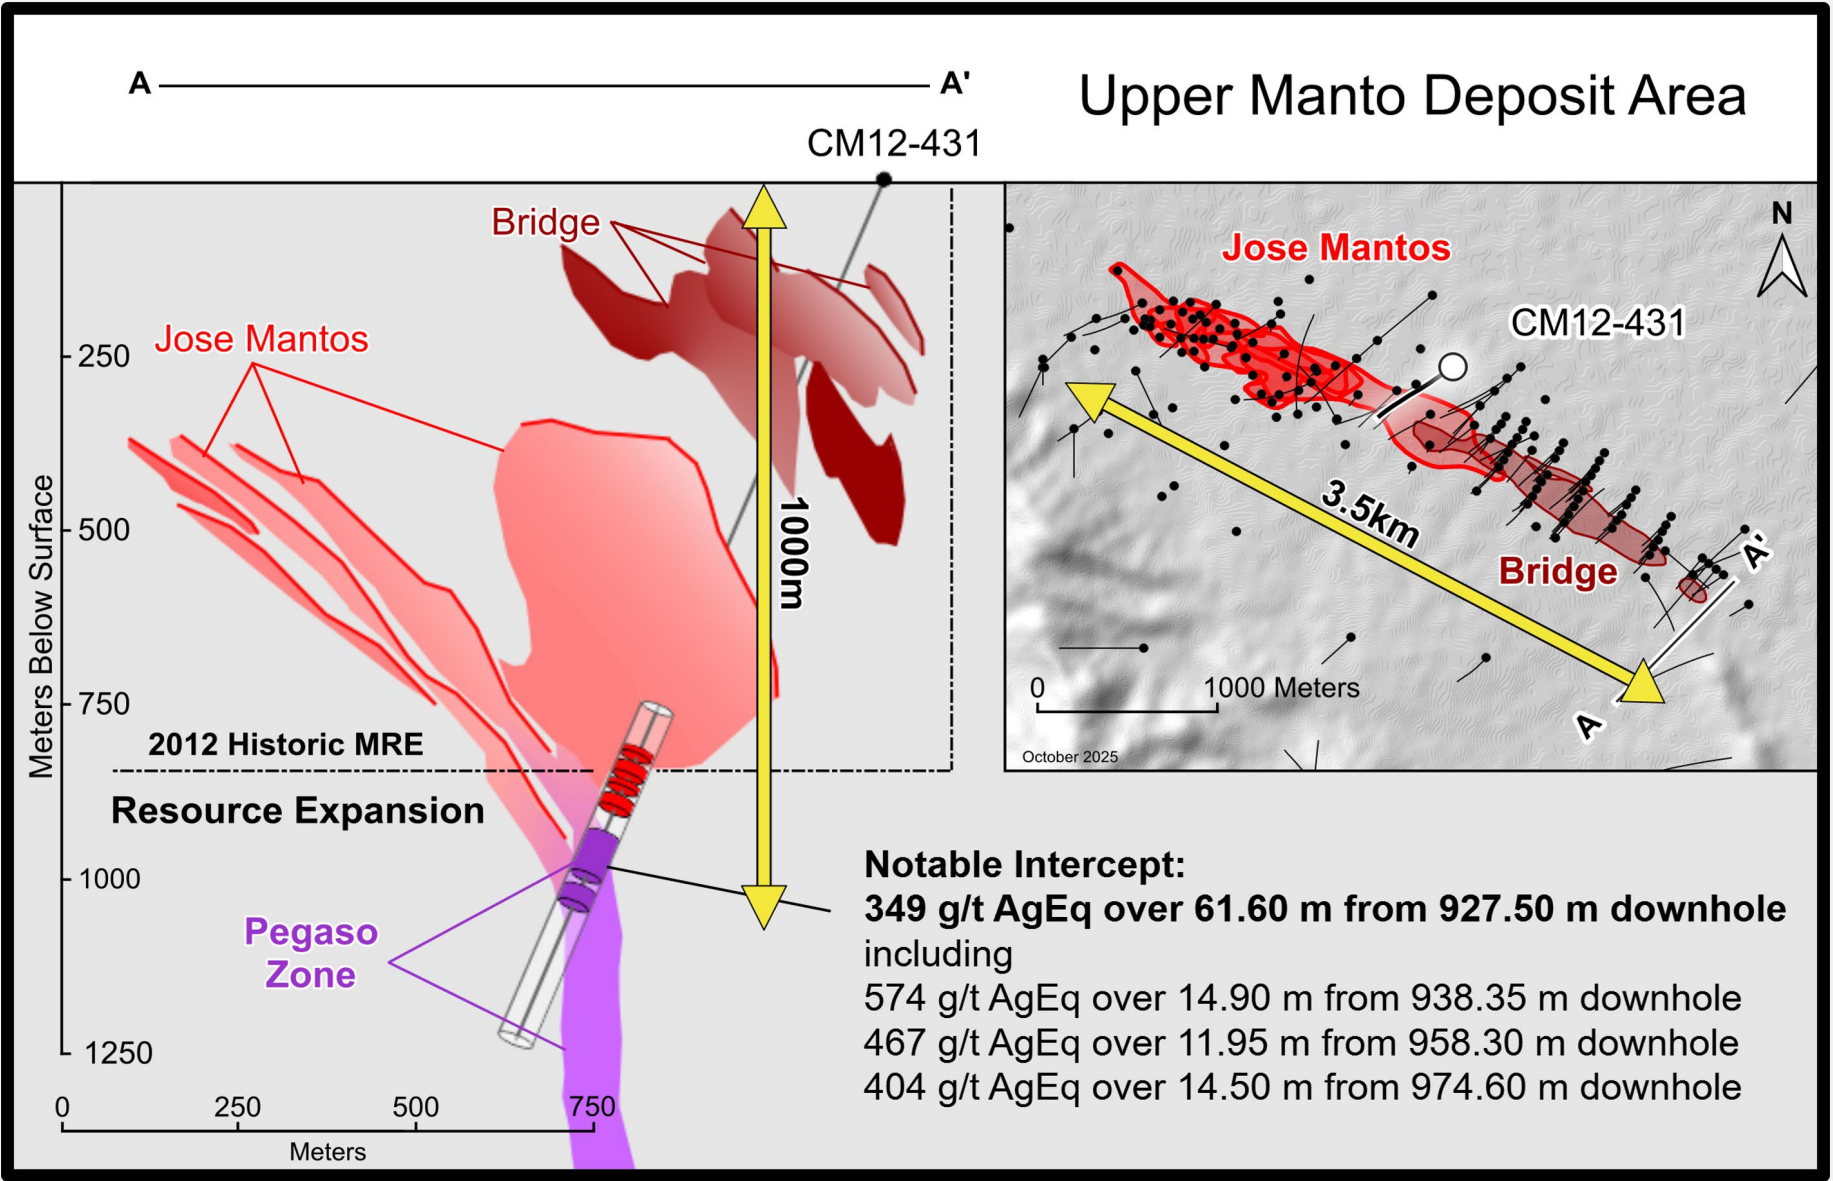 A
A'
Upper Manto Deposit Area
CM12-431
Bridge
Jose Mantos
Meters Below Surface
250
500
750
1000
1250
1000m
2012 Historic MRE
Resource Expansion
Pegaso
Zone
0
250
500
750
Meters
Jose Mantos
N
CM12-431
3.5km
Bridge
A'
A
0
1000 Meters
October 2025
Notable Intercept:
349 g/t AgEq over 61.60 m from 927.50 m downhole
including
574 g/t AgEq over 14.90 m from 938.35 m downhole
467 g/t AgEq over 11.95 m from 958.30 m downhole
404 g/t AgEq over 14.50 m from 974.60 m downhole